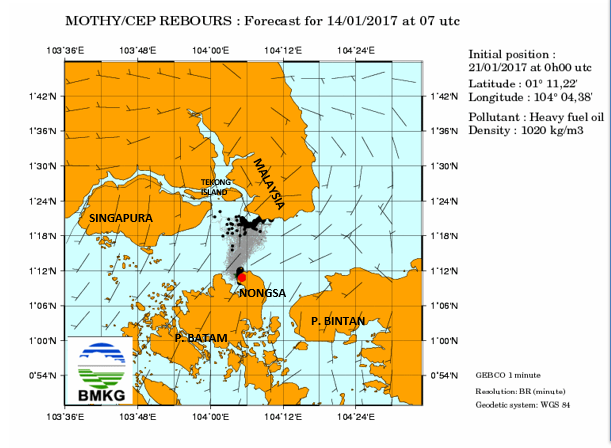 MOTHY/CEP REBOURS : Forecast for 14/01/2017 at 07 utc
103°36'E 103°48'E 104°00'E 104°12'E 104°24'E
Initial position :
21/01/2017 at 0h00 utc
Latitude : 01° 11,22'
Longitude : 104° 04,38'
Pollutant : Heavy fuel oil
Density : 1020 kg/m3
1°42'N 1°42'N
1°36'N 1°36'N
1°30'N 1°30'N
MALAYSIA
TEKONG
ISLAND
1°24'N 1°24'N
SINGAPURA
1°18'N 1°18'N
1°12'N 1°12'N
NONGSA
1°06'N 1°06'N
P. BINTAN
P. BATAM
1°00'N 1°00'N
0°54'N 0°54'N
BMKG
103°36'E 103°48'E 104°00'E 104°12'E 104°24'E
GEBCO 1 minute
Resolution: BR (minute)
Geodetic system: WGS 84